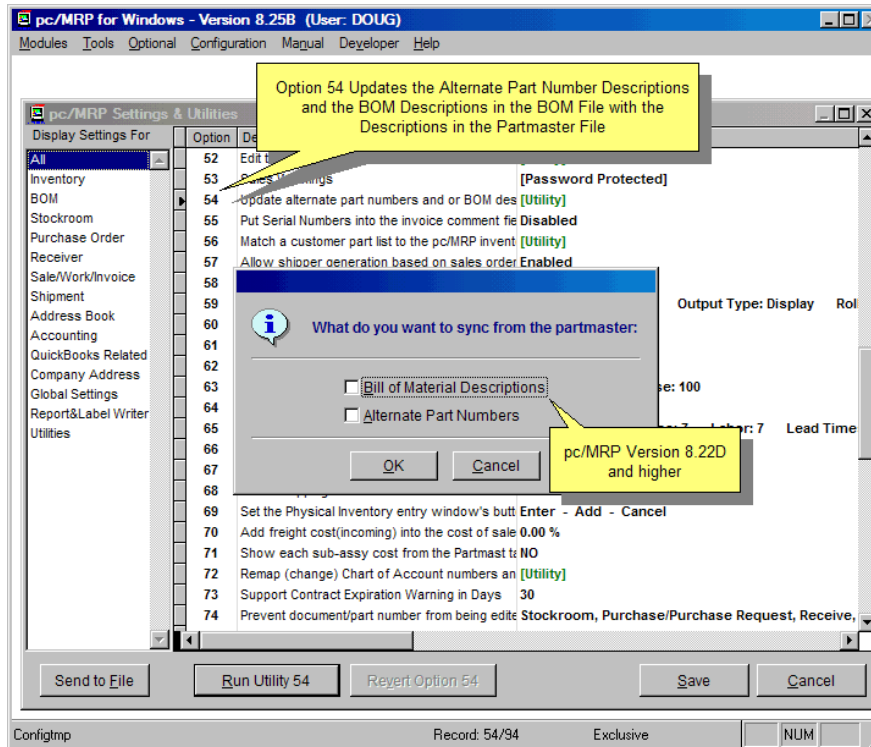 pc/MRP for Windows - Version 8.25B (User: DOUG)
Modules Tools Optional Configuration Manual Developer Help
Option 54 Updates the Alternate Part Number Descriptions
and the BOM Descriptions in the BOM File with the
Descriptions in the Partmaster File
pc/MRP Settings & Utilities
Display Settings For
Option
All
Inventory
BOM
Stockroom
Purchase Order
Receiver
Sale/Work/Invoice
Shipment
Address Book
Accounting
QuickBooks Related
Company Address
Global Settings
Report&Label Writer
Utilities
52 Edit
53 [Password Protected]
54 Update alternate part numbers and or BOM des [Utility]
55 Put Serial Numbers into the invoice comment fie Disabled
56 Match a customer part list to the pc/MRP invent [Utility]
57 Allow shipper generation based on sales order Enabled
58
59 Output Type: Display Rol
60
61
62
63 se: 100
64
65 Labor: 7 Lead Time
66
67
68
69 Set the Physical Inventory entry window's butt Enter - Add - Cancel
70 Add freight cost(incoming) into the cost of sale 0.00 %
71 Show each sub-assy cost from the Partmast ta NO
72 Remap (change) Chart of Account numbers an [Utility]
73 Support Contract Expiration Warning in Days 30
74 Prevent document/part number from being edite Stockroom, Purchase/Purchase Request, Receive,
What do you want to sync from the partmaster:
Bill of Material Descriptions
Alternate Part Numbers
OK Cancel
pc/MRP Version 8.22D
and higher
Send to File Run Utility 54 Revert Option 54 Save Cancel
Configtmp Record: 54/94 Exclusive NUM